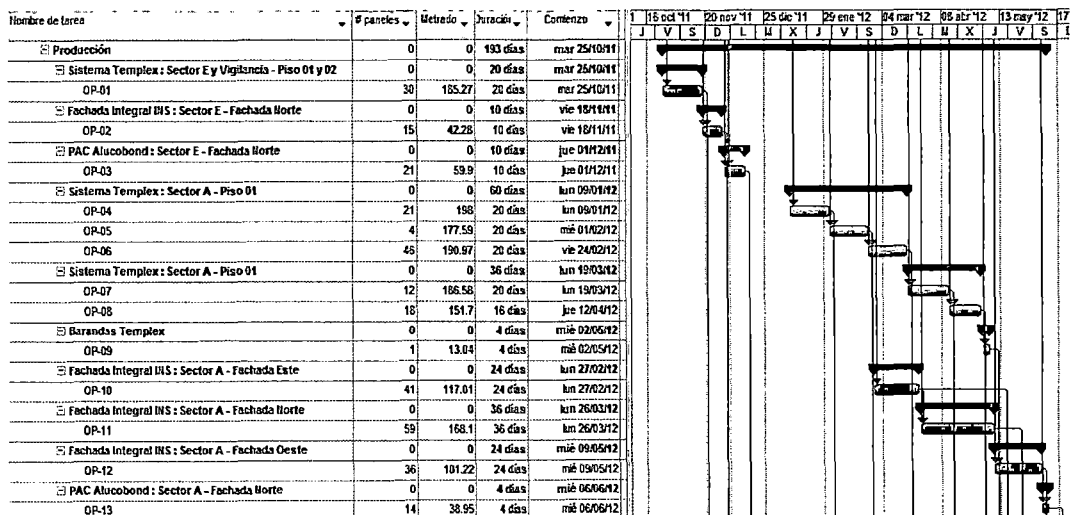 Nombre de tarea # paneles Metrado Duración Comienzo 1 16 oct '11 20 nov '11 25 dic '11 29 ene '12 04 mar '12 08 abr '12 13 may '12 17
J V S D L M X J V S D L M X J V S
Producción 0 0 193 días mar 25/10/11
Sistema Templex : Sector E y Vigilancia - Piso 01 y 02 0 0 20 días mar 25/10/11
OP-01 30 165.27 20 días mar 25/10/11
Fachada Integral INS : Sector E - Fachada Norte 0 0 10 días vie 18/11/11
OP-02 15 42.28 10 días vie 18/11/11
PAC Alucobond : Sector E - Fachada Norte 0 0 10 días jue 01/12/11
OP-03 21 59.9 10 días jue 01/12/11
Sistema Templex : Sector A - Piso 01 0 0 60 días lun 09/01/12
OP-04 21 198 20 días lun 09/01/12
OP-05 4 177.59 20 días mié 01/02/12
OP-06 46 190.97 20 días vie 24/02/12
Sistema Templex : Sector A - Piso 01 0 0 36 días lun 19/03/12
OP-07 12 186.58 20 días lun 19/03/12
OP-08 18 151.7 16 días jue 12/04/12
Barandas Templex 0 0 4 días mié 02/05/12
OP-09 1 13.04 4 días mié 02/05/12
Fachada Integral INS : Sector A - Fachada Este 0 0 24 días lun 27/02/12
OP-10 41 117.01 24 días lun 27/02/12
Fachada Integral INS : Sector A - Fachada Norte 0 0 36 días lun 26/03/12
OP-11 59 168.1 36 días lun 26/03/12
Fachada Integral INS : Sector A - Fachada Oeste 0 0 24 días mié 09/05/12
OP-12 36 101.22 24 días mié 09/05/12
PAC Alucobond : Sector A - Fachada Norte 0 0 4 días mié 06/06/12
OP-13 14 38.95 4 días mié 06/06/12